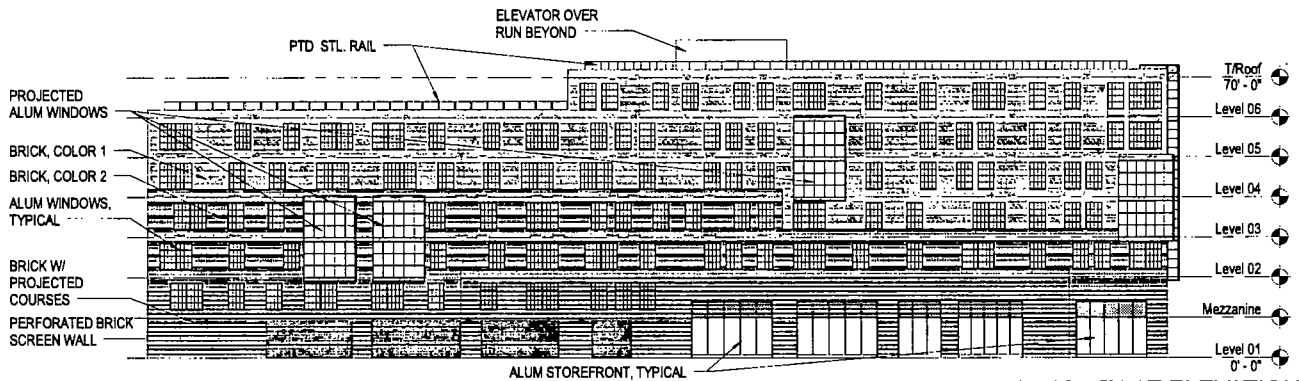 ELEVATOR OVER
RUN BEYOND
PTD STL. RAIL
PROJECTED
ALUM WINDOWS
BRICK, COLOR 1
BRICK, COLOR 2
ALUM WINDOWS,
TYPICAL
BRICK W/
PROJECTED
COURSES
PERFORATED BRICK
SCREEN WALL
ALUM STOREFRONT, TYPICAL
T/Roof
70' - 0"
Level 06
Level 05
Level 04
Level 03
Level 02
Mezzanine
Level 01
0' - 0"